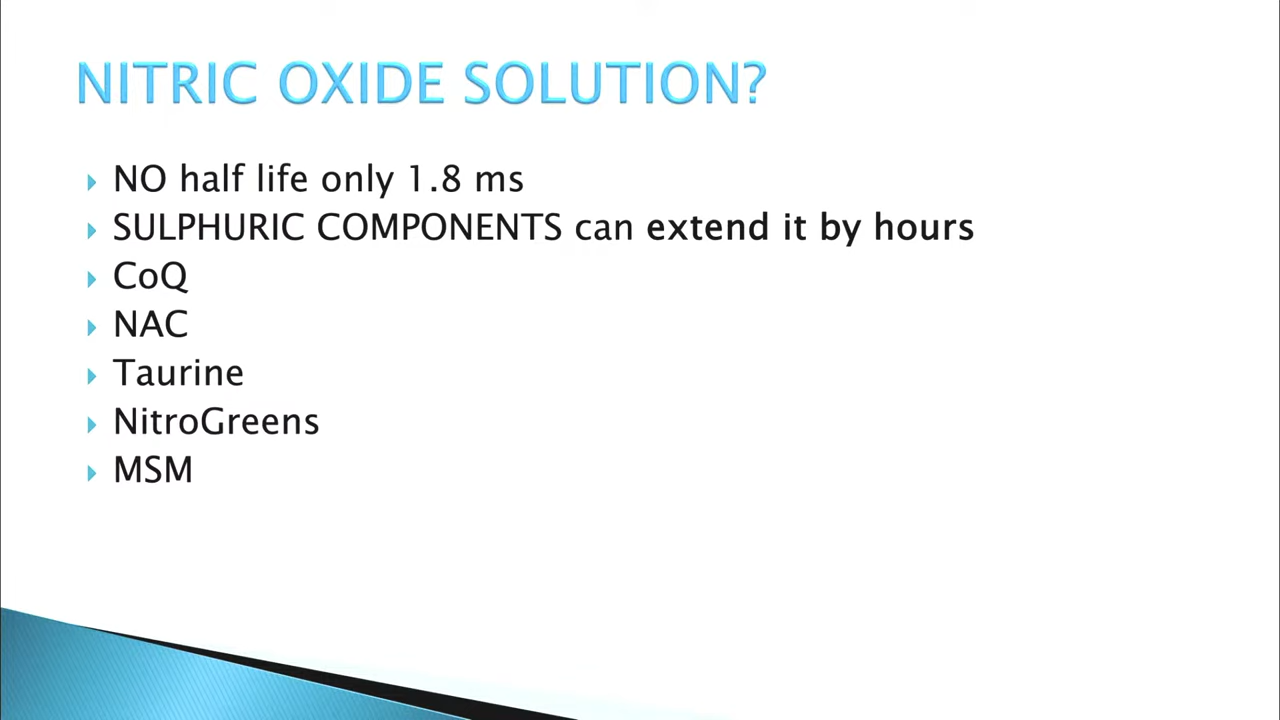 NITRIC OXIDE SOLUTION?
NO half life only 1.8 ms
SULPHURIC COMPONENTS can extend it by hours
CoQ
NAC
Taurine
NitroGreens
MSM